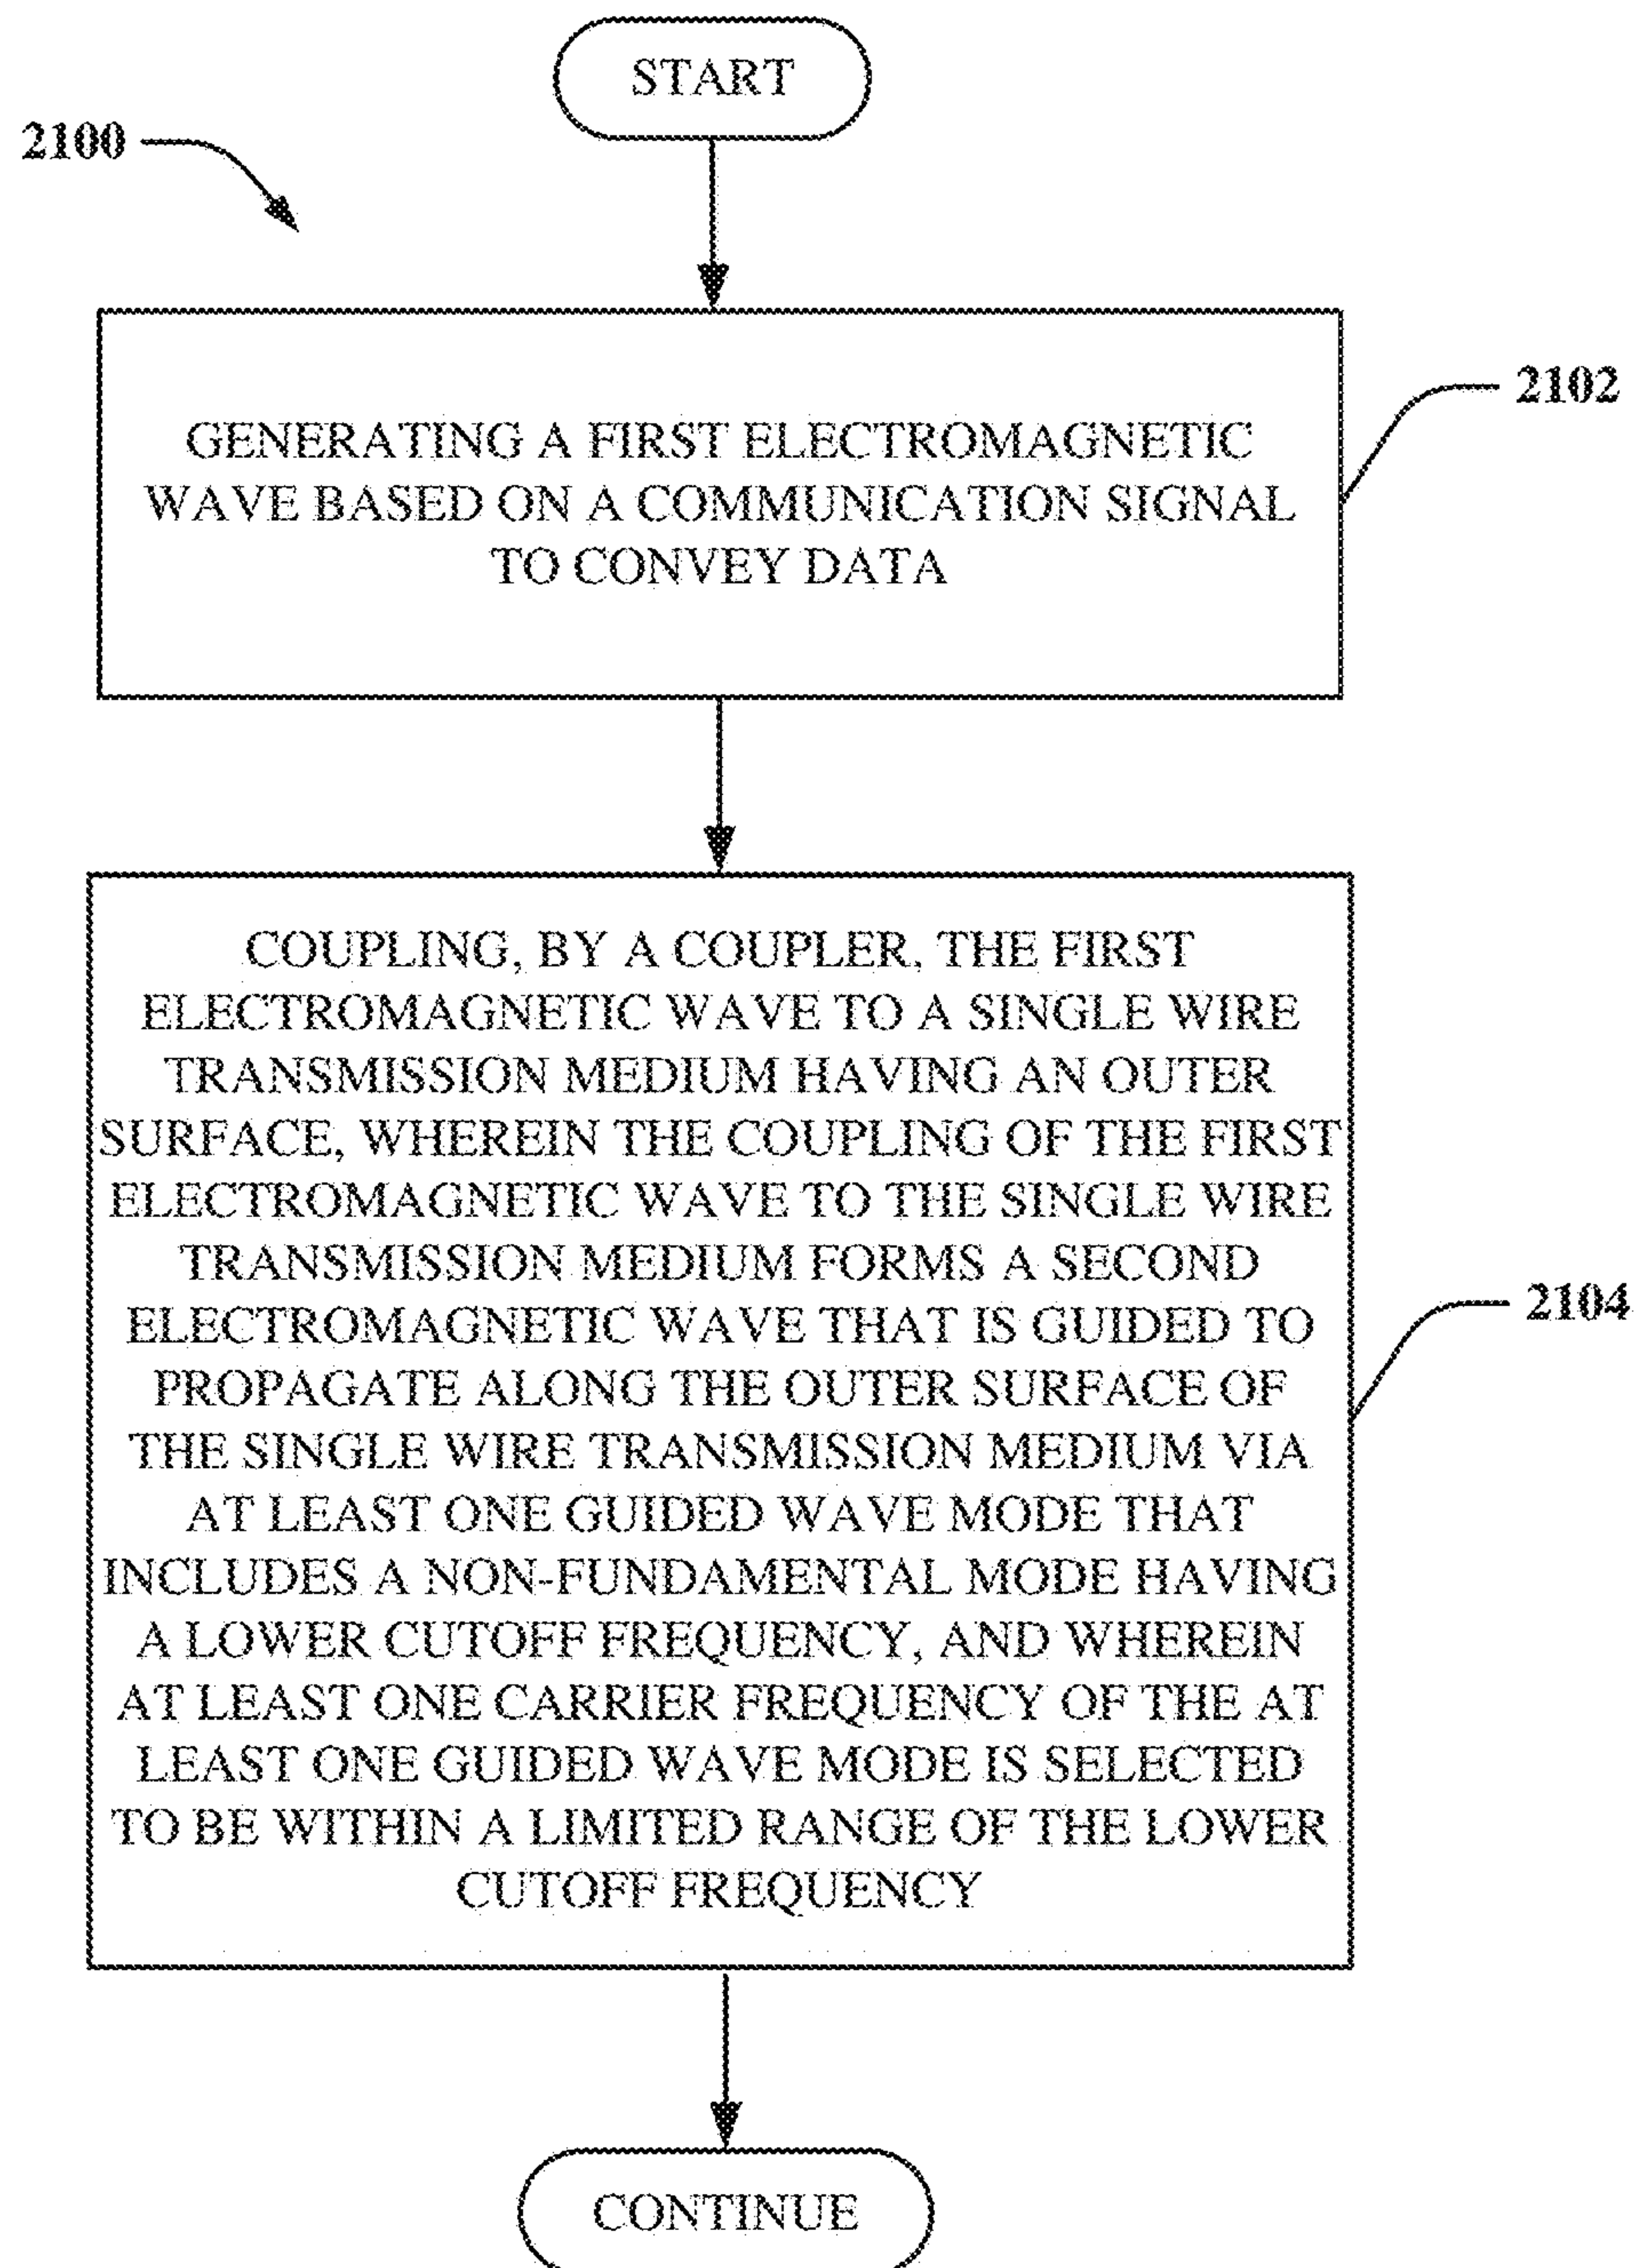 START
2100
GENERATING A FIRST ELECTROMAGNETIC
WAVE BASED ON A COMMUNICATION SIGNAL
TO CONVEY DATA
2102
COUPLING, BY A COUPLER, THE FIRST
ELECTROMAGNETIC WAVE TO A SINGLE WIRE
TRANSMISSION MEDIUM HAVING AN OUTER
SURFACE, WHEREIN THE COUPLING OF THE FIRST
ELECTROMAGNETIC WAVE TO THE SINGLE WIRE
TRANSMISSION MEDIUM FORMS A SECOND
ELECTROMAGNETIC WAVE THAT IS GUIDED TO
PROPAGATE ALONG THE OUTER SURFACE OF
THE SINGLE WIRE TRANSMISSION MEDIUM VIA
AT LEAST ONE GUIDED WAVE MODE THAT
INCLUDES A NON-FUNDAMENTAL MODE HAVING
A LOWER CUTOFF FREQUENCY, AND WHEREIN
AT LEAST ONE CARRIER FREQUENCY OF THE AT
LEAST ONE GUIDED WAVE MODE IS SELECTED
TO BE WITHIN A LIMITED RANGE OF THE LOWER
CUTOFF FREQUENCY
2104
CONTINUE